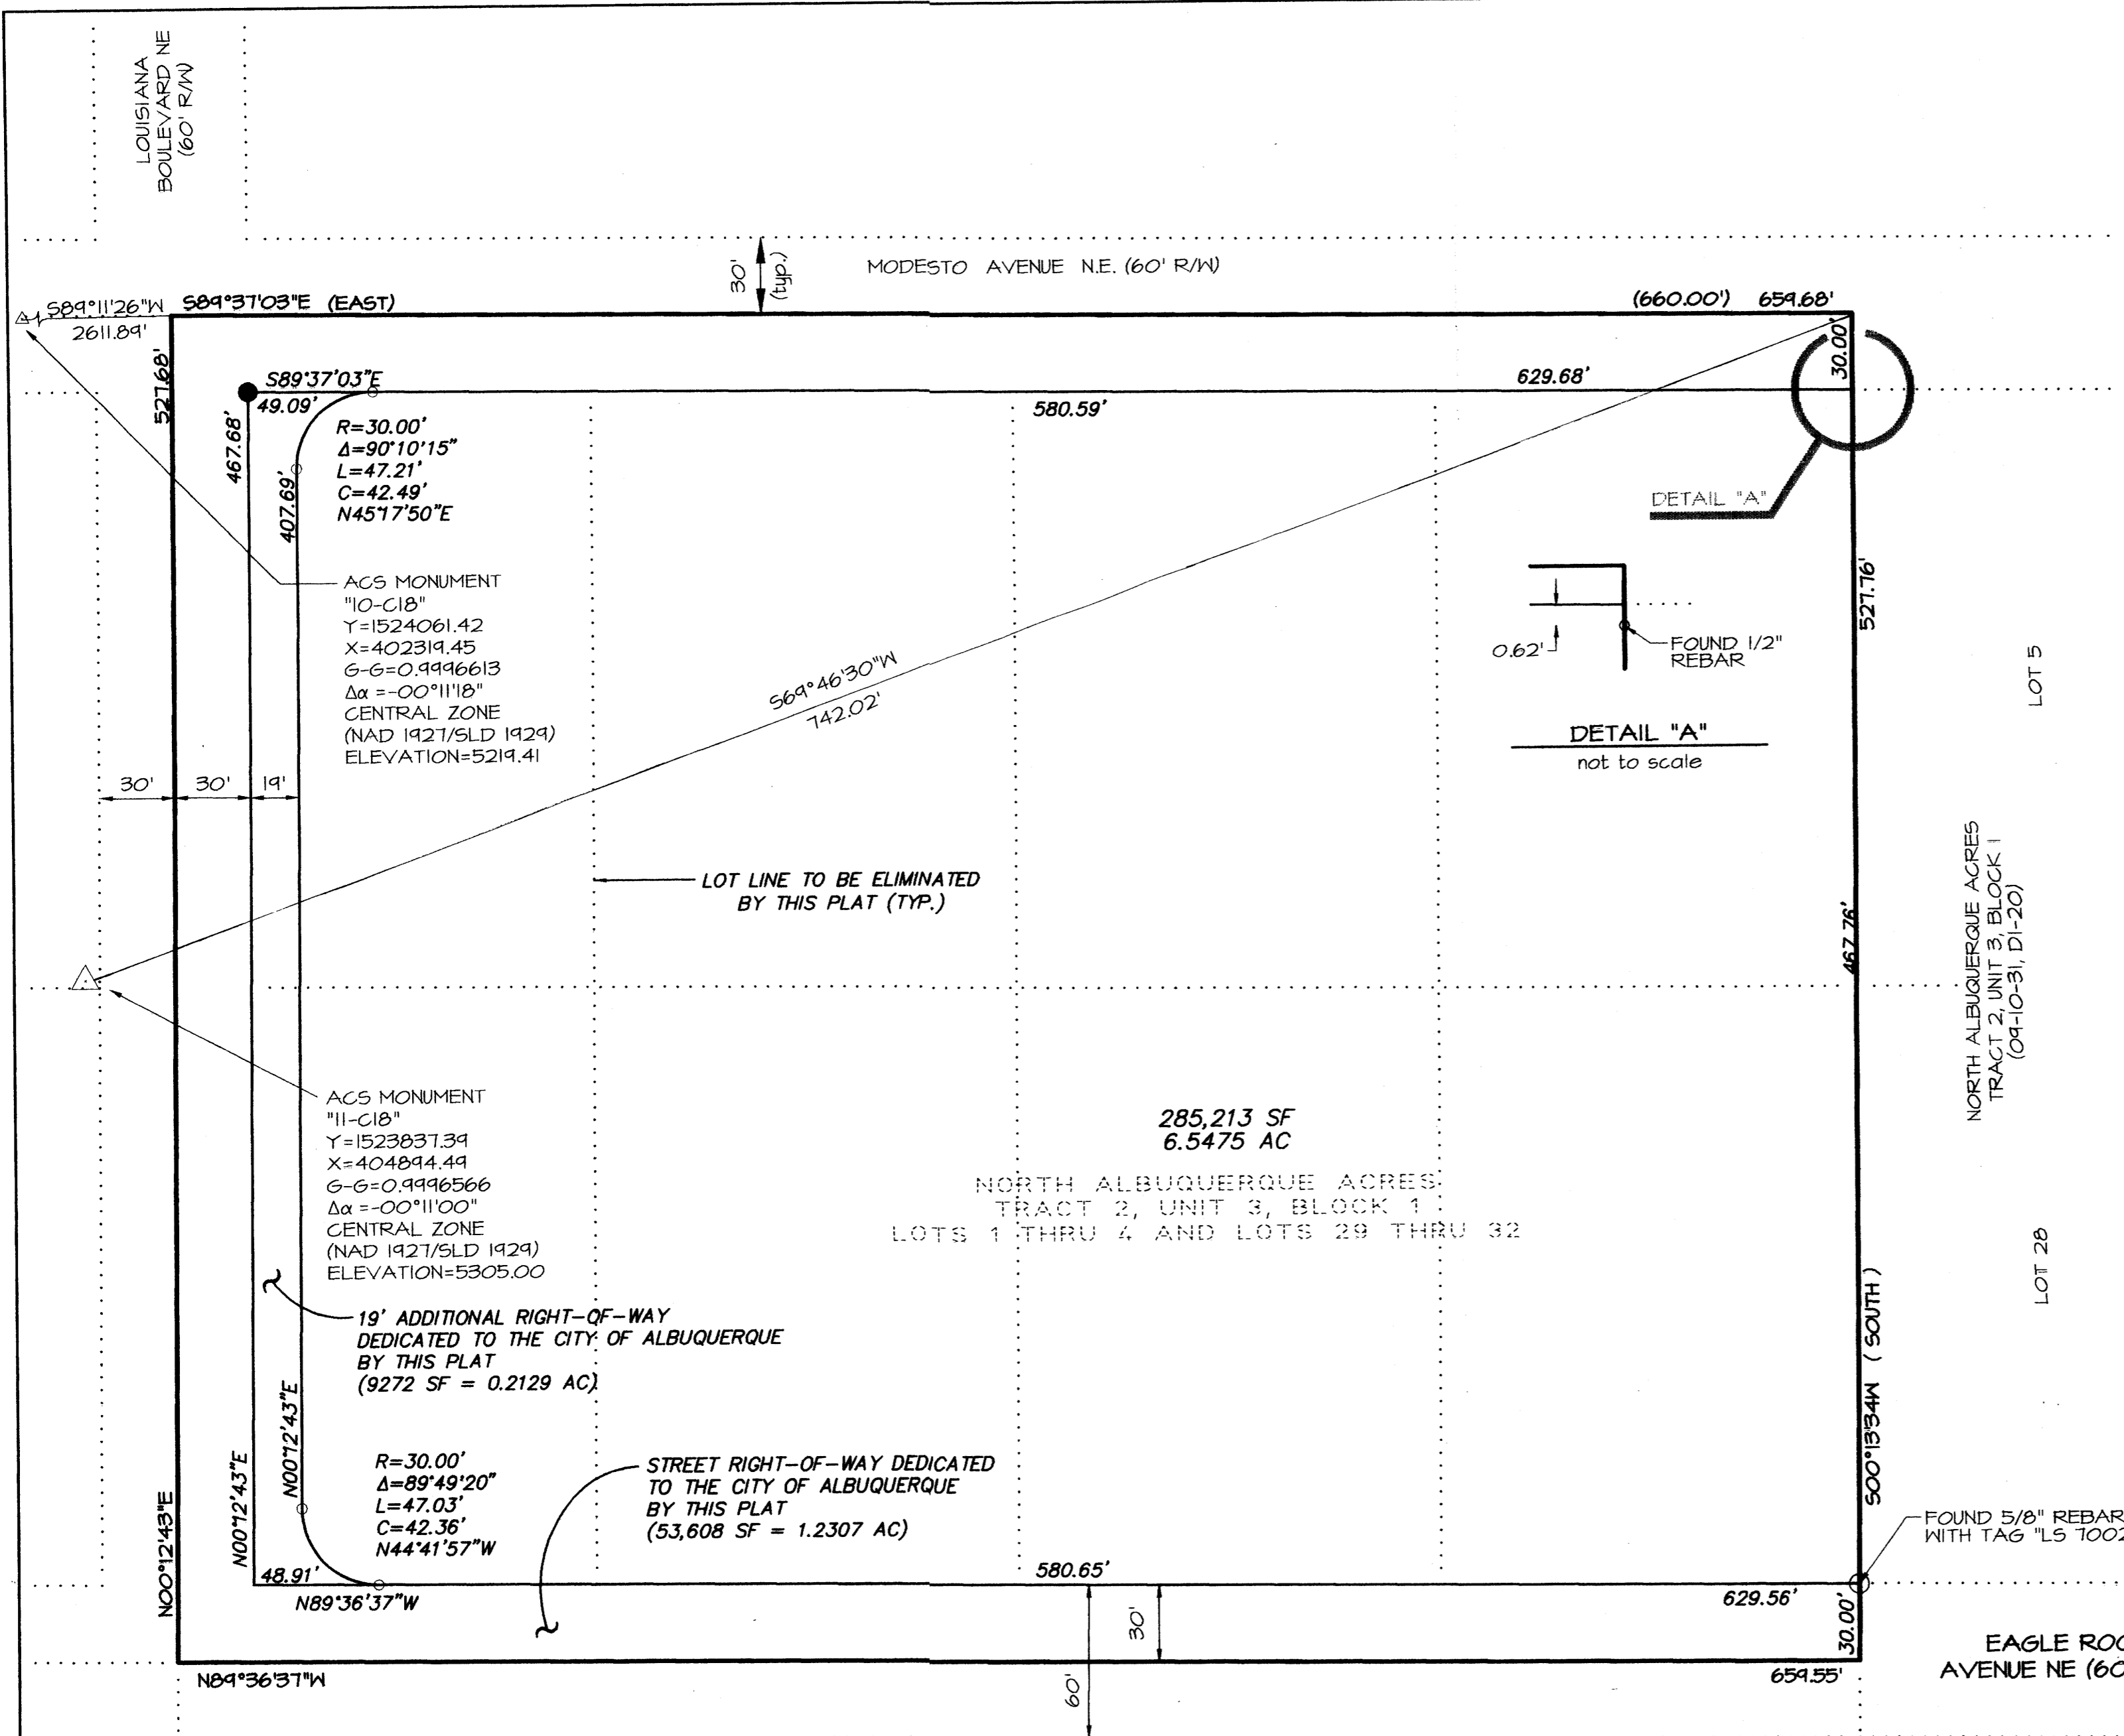 LOUISIANA
BOULEVARD NE
(60' R/W)
30'
(typ.)
MODESTO AVENUE N.E. (60' R/W)
S89°11'26"W
2611.89'
S89°37'03"E (EAST)
(660.00') 659.68'
527.68'
30.00'
S89°37'03"E
49.09'
629.68'
580.59'
467.68'
407.69'
R=30.00'
Δ=90°10'15"
L=47.21'
C=42.49'
N45°17'50"E
DETAIL "A"
ACS MONUMENT
"10-C18"
Y=1524061.42
X=402319.45
G-G=0.9996613
Δα =-00°11'18"
CENTRAL ZONE
(NAD 1927/SLD 1929)
ELEVATION=5219.41
S69°46'30"W
742.02'
0.62'
FOUND 1/2"
REBAR
DETAIL "A"
not to scale
527.76'
LOT 5
30'
30'
19'
LOT LINE TO BE ELIMINATED
BY THIS PLAT (TYP.)
467.76'
NORTH ALBUQUERQUE ACRES
TRACT 2, UNIT 3, BLOCK 1
(09-10-31, D1-20)
ACS MONUMENT
"11-C18"
Y=1523837.39
X=404894.49
G-G=0.9996566
Δα =-00°11'00"
CENTRAL ZONE
(NAD 1927/SLD 1929)
ELEVATION=5305.00
285,213 SF
6.5475 AC
NORTH ALBUQUERQUE ACRES
TRACT 2, UNIT 3, BLOCK 1
LOTS 1 THRU 4 AND LOTS 29 THRU 32
LOT 28
19' ADDITIONAL RIGHT-OF-WAY
DEDICATED TO THE CITY OF ALBUQUERQUE
BY THIS PLAT
(9272 SF = 0.2129 AC)
S00°13'34W (SOUTH)
N00°12'43"E
N00°12'43"E
N00°12'43"E
R=30.00'
Δ=89°49'20"
L=47.03'
C=42.36'
N44°41'57"W
STREET RIGHT-OF-WAY DEDICATED
TO THE CITY OF ALBUQUERQUE
BY THIS PLAT
(53,608 SF = 1.2307 AC)
FOUND 5/8" REBAR
WITH TAG "LS 7002
48.91'
580.65'
N89°36'37"W
629.56'
30'
30.00'
60'
EAGLE ROC
AVENUE NE (60
N89°36'37"W
659.55'